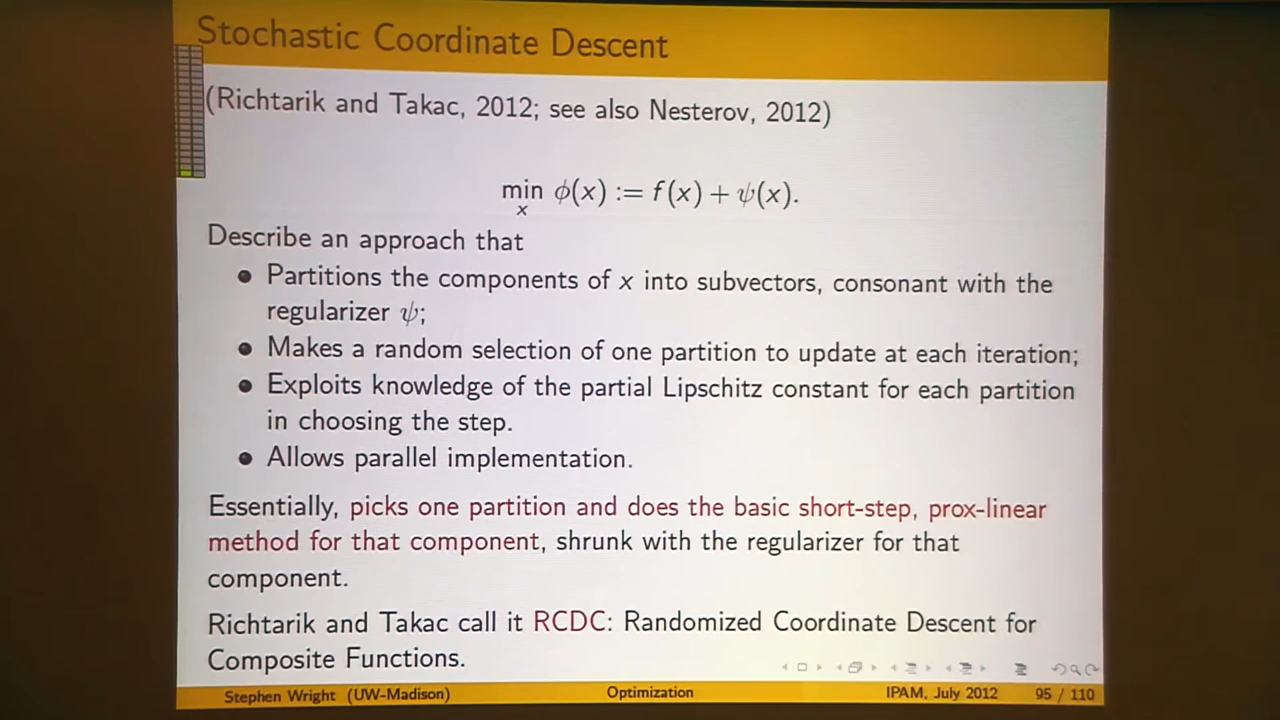 Stochastic Coordinate Descent
(Richtarik and Takac, 2012; see also Nesterov, 2012)
min ϕ(x) := f(x) + ψ(x).
x
Describe an approach that
● Partitions the components of x into subvectors, consonant with the
regularizer ψ;
● Makes a random selection of one partition to update at each iteration;
● Exploits knowledge of the partial Lipschitz constant for each partition
in choosing the step.
● Allows parallel implementation.
Essentially, picks one partition and does the basic short-step, prox-linear
method for that component, shrunk with the regularizer for that
component.
Richtarik and Takac call it RCDC: Randomized Coordinate Descent for
Composite Functions.
Stephen Wright (UW-Madison) Optimization IPAM, July 2012 95 / 110